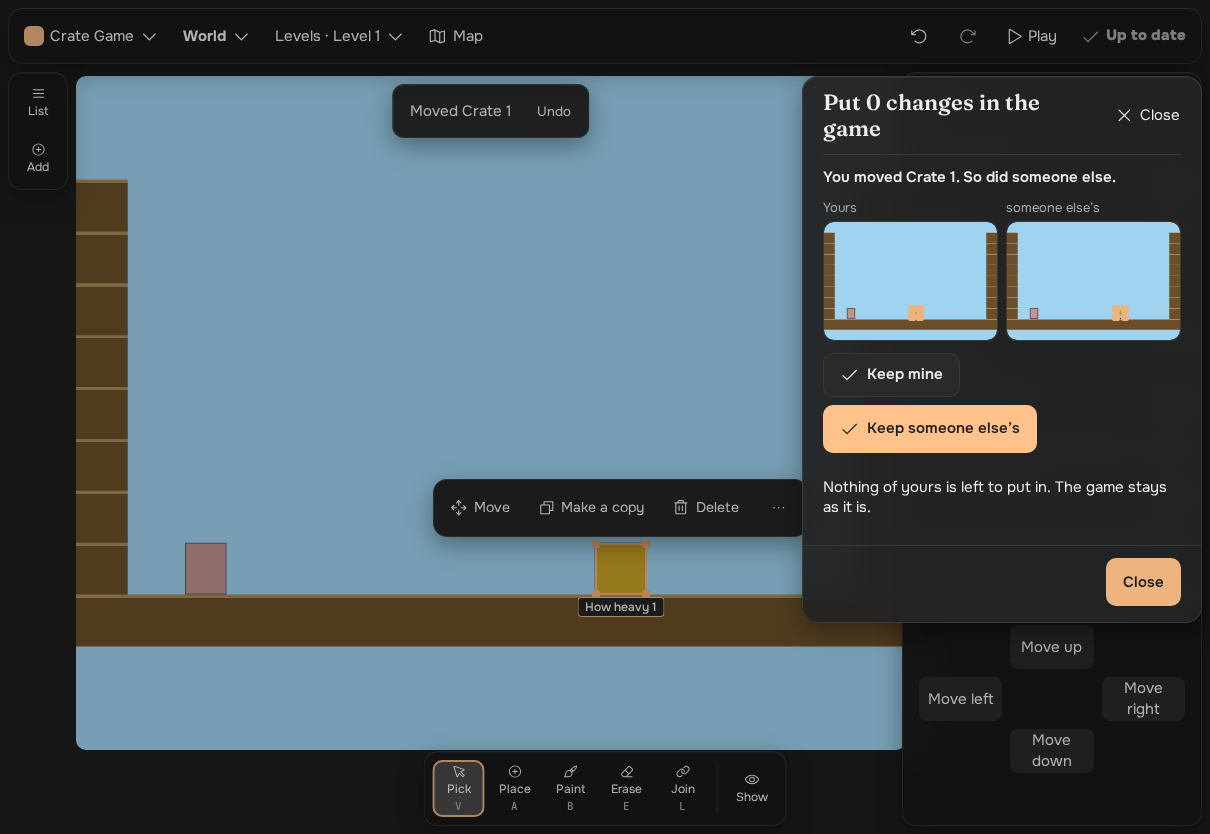 Crate Game
World
Levels · Level 1
Map
Play
Up to date
List
Add
Moved Crate 1
Undo
Put 0 changes in the
game
Close
You moved Crate 1. So did someone else.
Yours
someone else’s
Keep mine
Keep someone else’s
Nothing of yours is left to put in. The game stays
as it is.
Close
Move
Make a copy
Delete
···
How heavy 1
Move up
Move left
Move
right
Move
down
Pick
V
Place
A
Paint
B
Erase
E
Join
L
Show